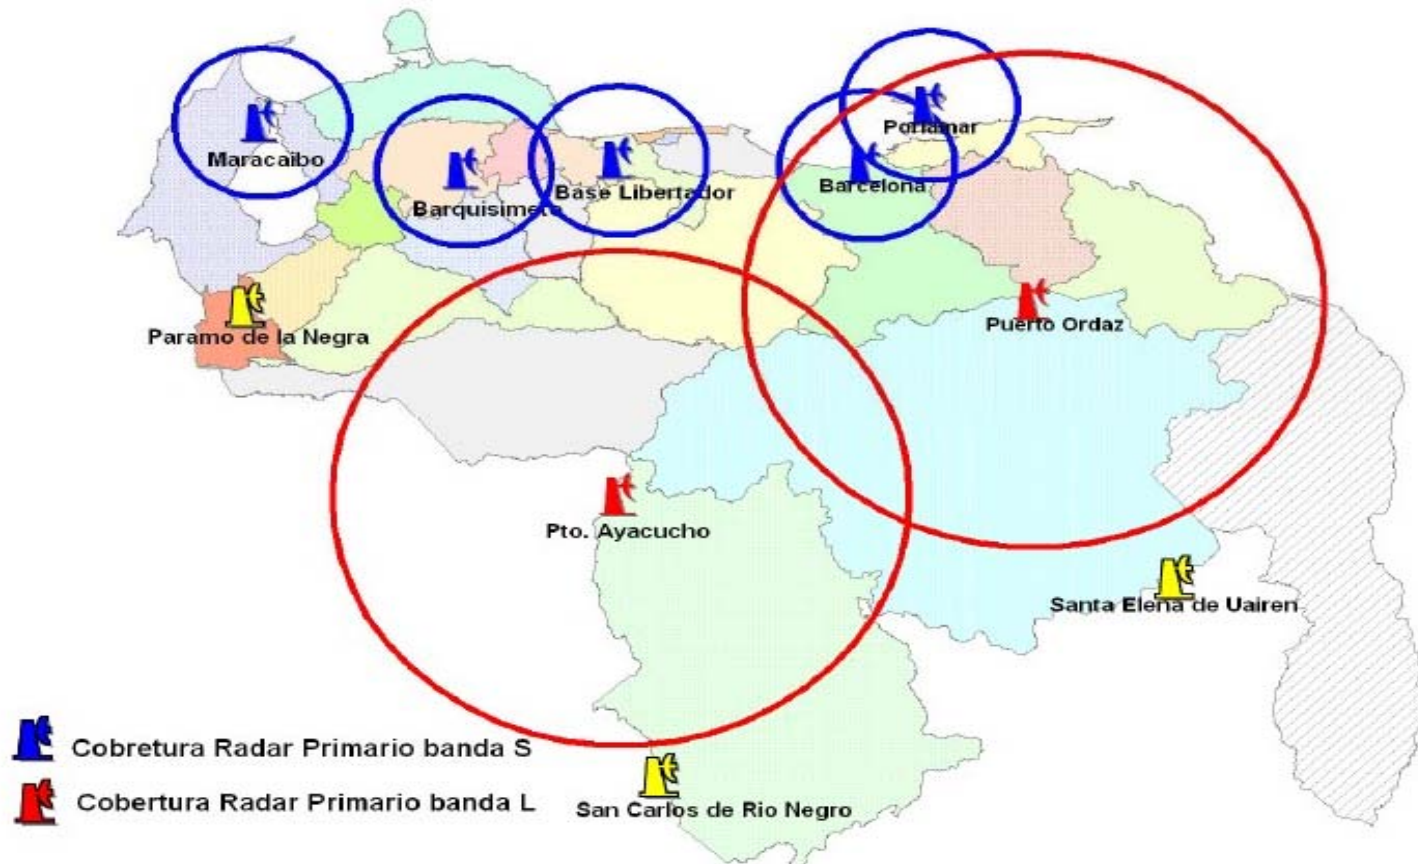 Maracaibo
Barquisimeto
Base Libertador
Porlamar
Barcelona
Paramo de la Negra
Puerto Ordaz
Pto. Ayacucho
Santa Elena de Uairen
San Carlos de Rio Negro
Cobretura Radar Primario banda S
Cobertura Radar Primario banda L